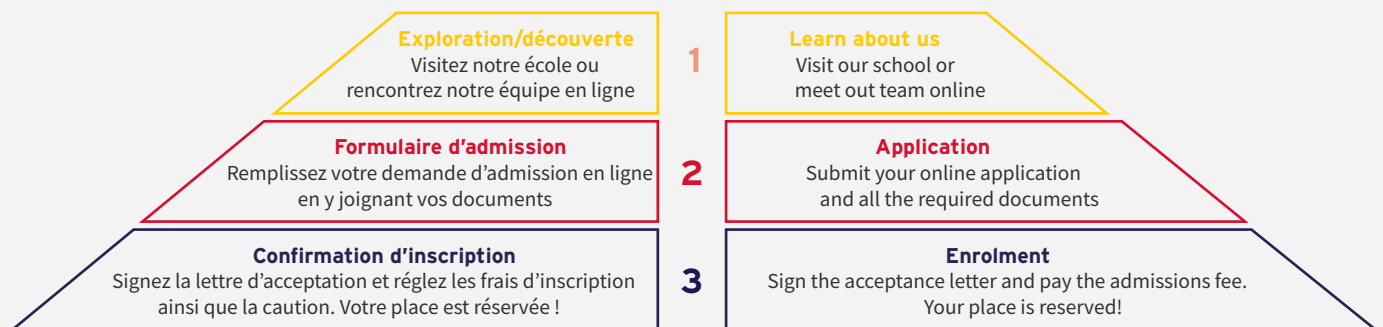 Exploration/découverte
Visitez notre école ou
rencontrez notre équipe en ligne
1
Learn about us
Visit our school or
meet out team online
Formulaire d'admission
Remplissez votre demande d'admission en ligne
en y joignant vos documents
2
Application
Submit your online application
and all the required documents
Confirmation d'inscription
Signez la lettre d'acceptation et réglez les frais d'inscription
ainsi que la caution. Votre place est réservée !
3
Enrolment
Sign the acceptance letter and pay the admissions fee.
Your place is reserved!